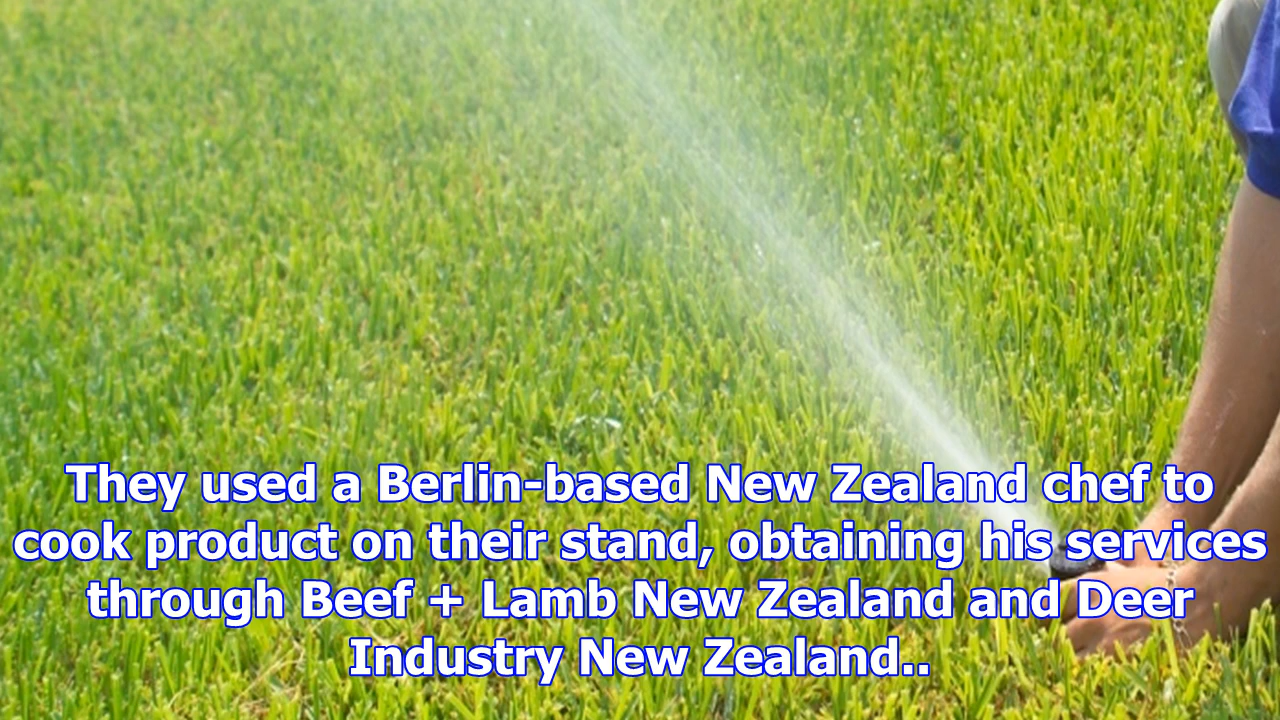 They used a Berlin-based New Zealand chef to
cook product on their stand, obtaining his services
through Beef + Lamb New Zealand and Deer
Industry New Zealand..